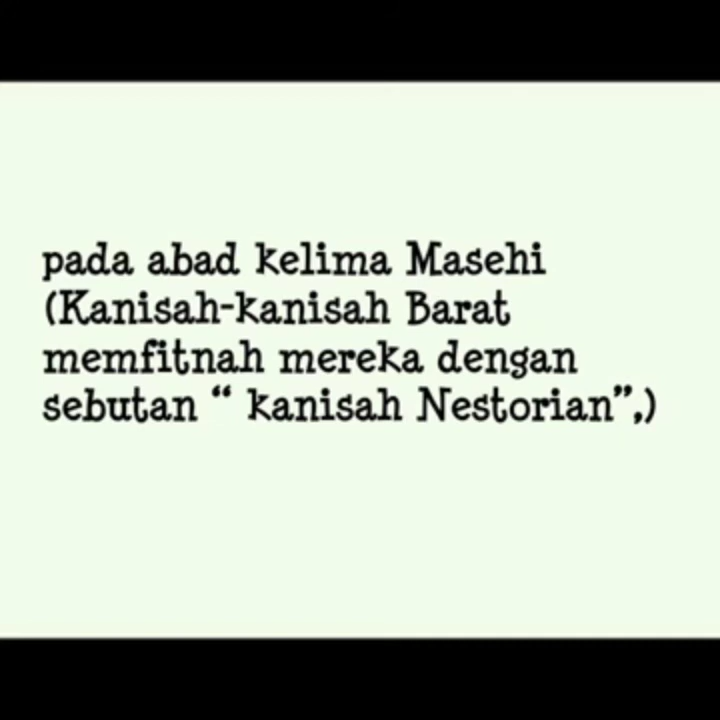 pada abad kelima Masehi
(Kanisah-kanisah Barat
memfitnah mereka dengan
sebutan “ kanisah Nestorian”,)